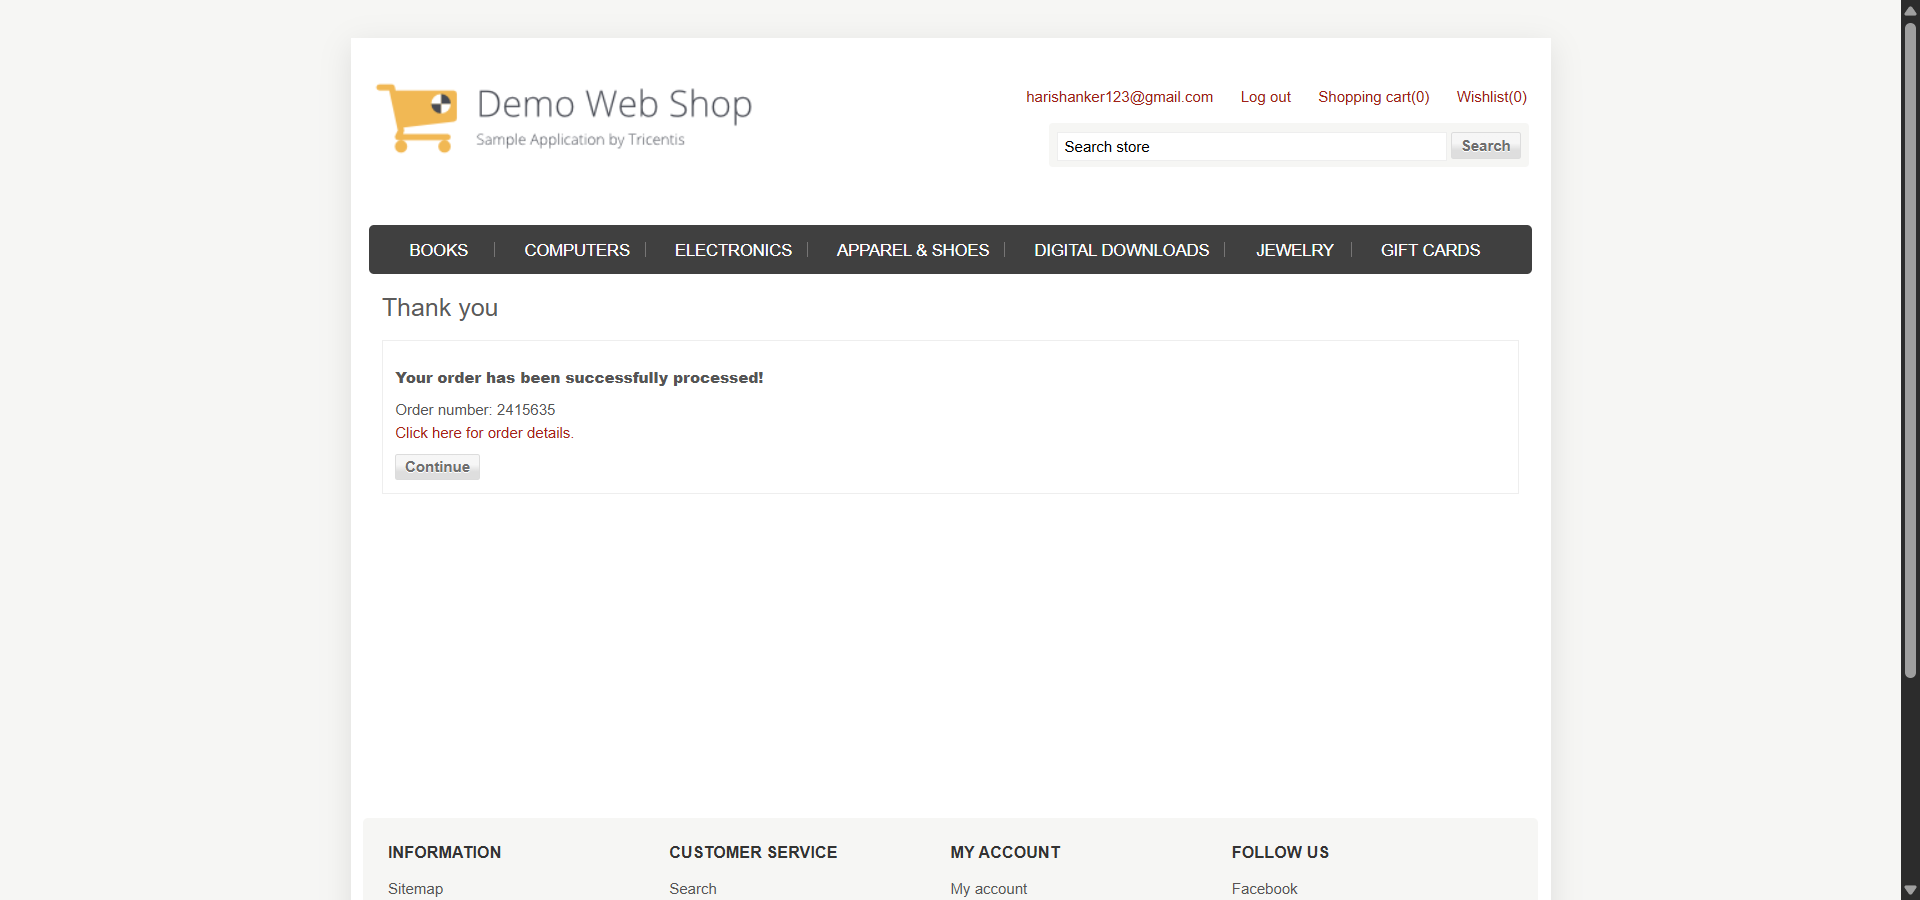 Demo Web Shop
Sample Application by Tricentis
harishanker123@gmail.com Log out Shopping cart(0) Wishlist(0)
Search store Search
BOOKS COMPUTERS ELECTRONICS APPAREL & SHOES DIGITAL DOWNLOADS JEWELRY GIFT CARDS
Thank you
Your order has been successfully processed!
Order number: 2415635
Click here for order details.
Continue
INFORMATION CUSTOMER SERVICE MY ACCOUNT FOLLOW US
Sitemap Search My account Facebook